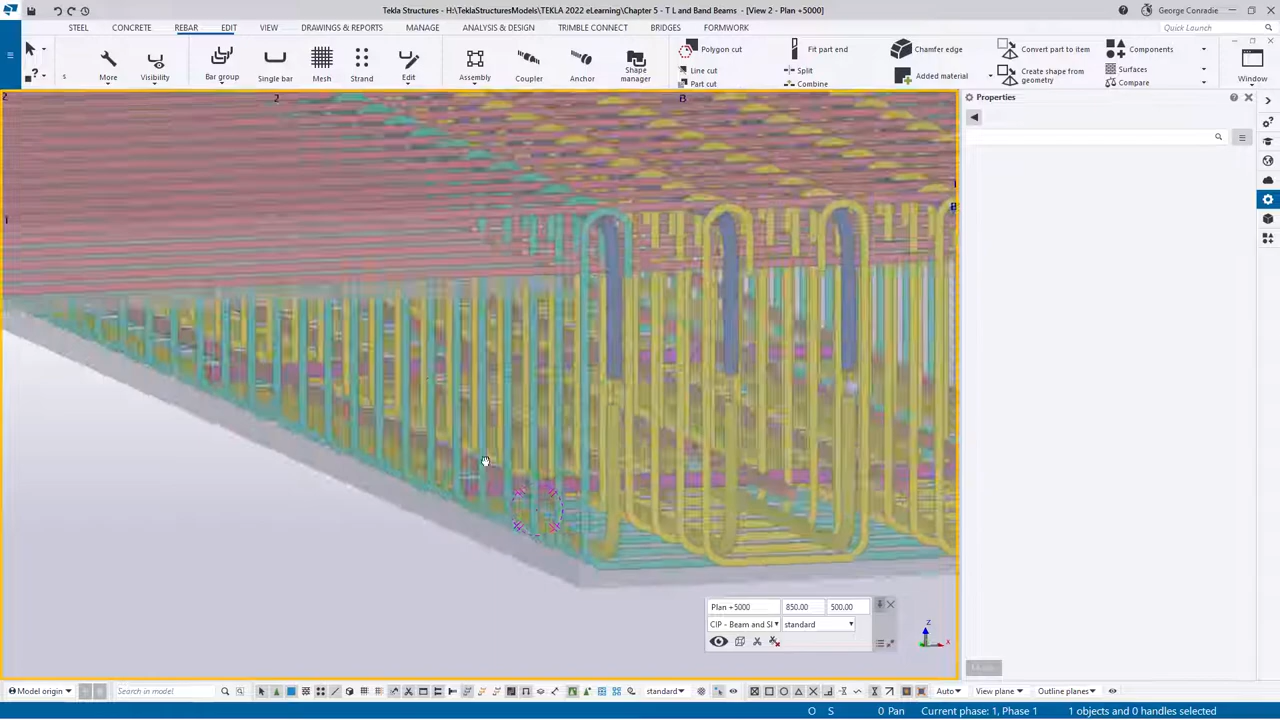 Tekla Structures - H:\TeklaStructuresModels\TEKLA 2022 eLearning\Chapter 5 - T L and Band Beams - [View 2 - Plan +5000]
George Conradie
STEEL CONCRETE REBAR EDIT VIEW DRAWINGS & REPORTS MANAGE ANALYSIS & DESIGN TRIMBLE CONNECT BRIDGES FORMWORK
Quick Launch
s More Visibility Bar group Single bar Mesh Strand Edit Assembly Coupler Anchor Shape manager
Polygon cut Fit part end Chamfer edge Convert part to item Components
Line cut Split Added material Create shape from geometry Surfaces
Part cut Combine Compare
Window
Properties
2 2 B
1
Plan +5000 850.00 500.00
CIP - Beam and Sl standard
z
x
Modify
Model origin Search in model standard Auto View plane Outline planes
O S 0 Pan Current phase: 1, Phase 1 1 objects and 0 handles selected